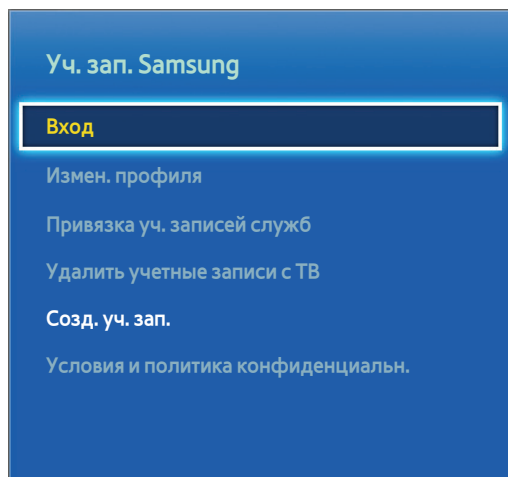 Уч. зап. Samsung
Вход
Измен. профиля
Привязка уч. записей служб
Удалить учетные записи с ТВ
Созд. уч. зап.
Условия и политика конфиденциальн.